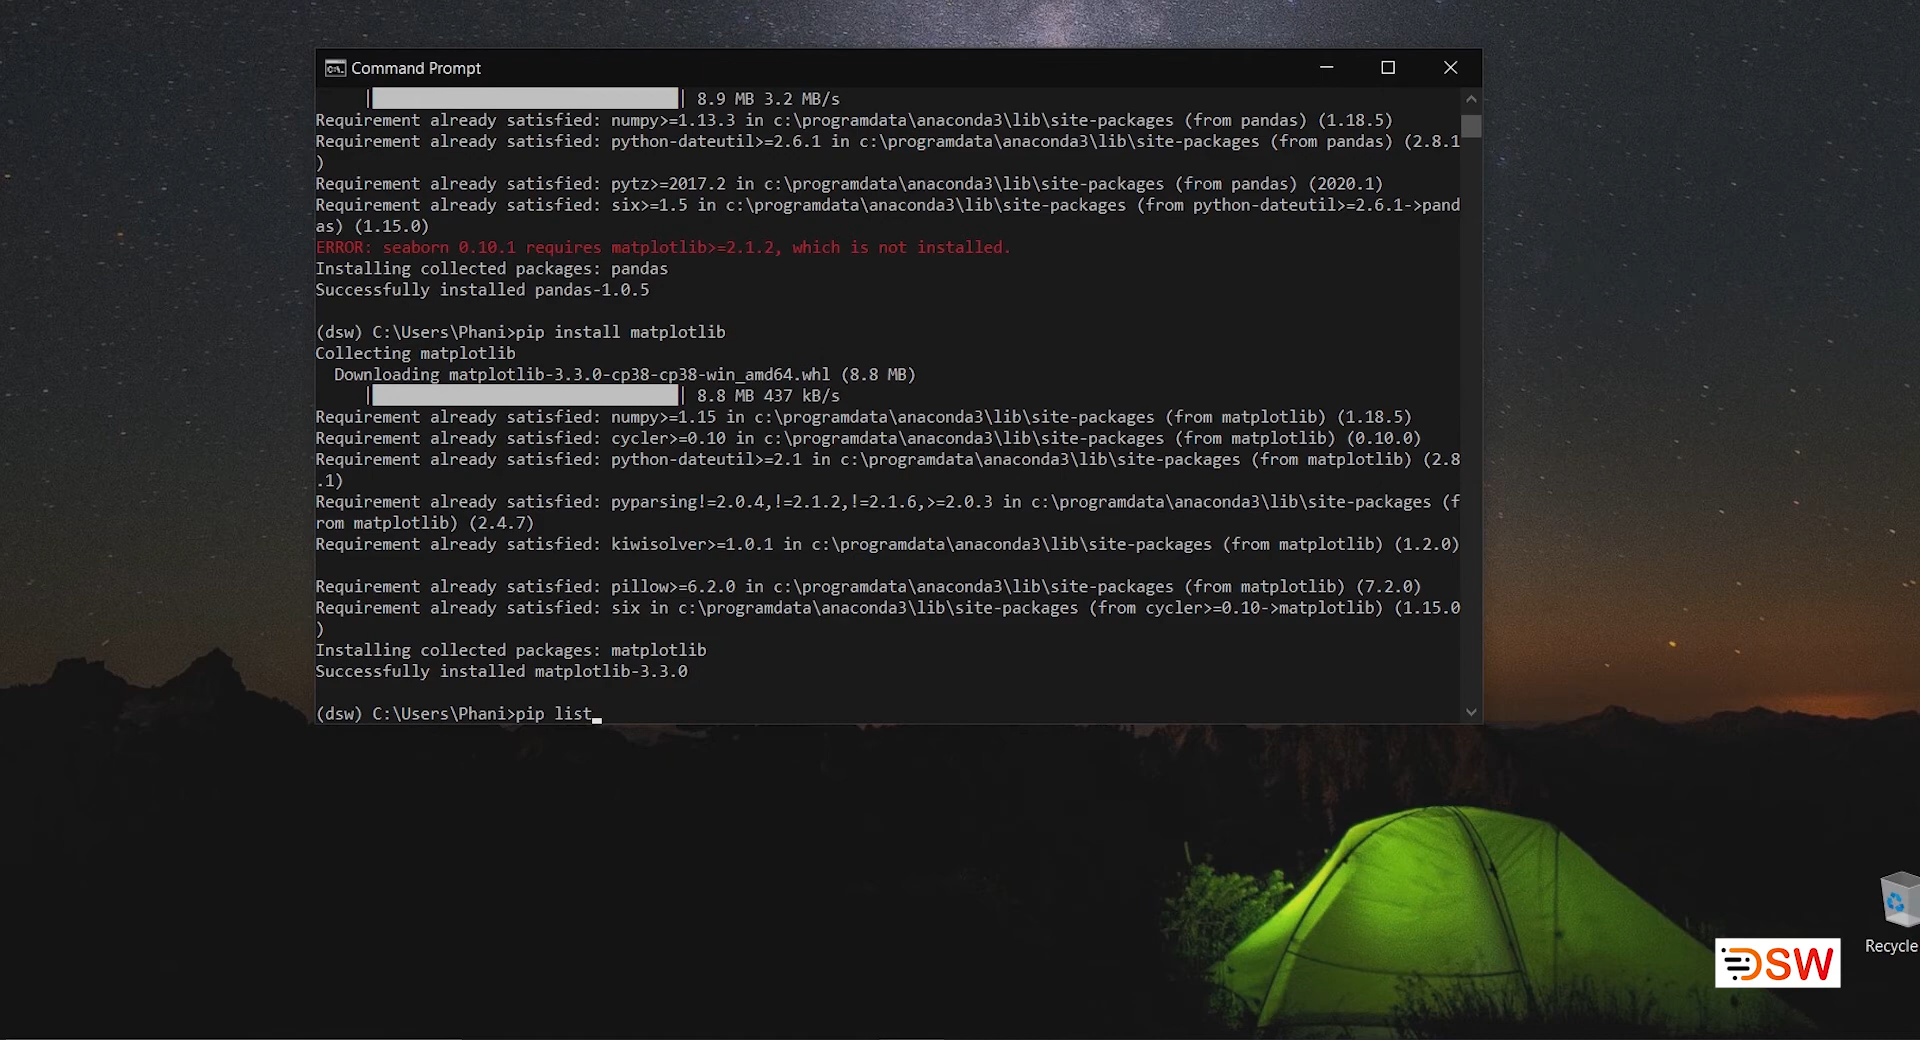 Command Prompt
8.9 MB 3.2 MB/s
Requirement already satisfied: numpy>=1.13.3 in c:\programdata\anaconda3\lib\site-packages (from pandas) (1.18.5)
Requirement already satisfied: python-dateutil>=2.6.1 in c:\programdata\anaconda3\lib\site-packages (from pandas) (2.8.1
)
Requirement already satisfied: pytz>=2017.2 in c:\programdata\anaconda3\lib\site-packages (from pandas) (2020.1)
Requirement already satisfied: six>=1.5 in c:\programdata\anaconda3\lib\site-packages (from python-dateutil>=2.6.1->pand
as) (1.15.0)
ERROR: seaborn 0.10.1 requires matplotlib>=2.1.2, which is not installed.
Installing collected packages: pandas
Successfully installed pandas-1.0.5
(dsw) C:\Users\Phani>pip install matplotlib
Collecting matplotlib
Downloading matplotlib-3.3.0-cp38-cp38-win_amd64.whl (8.8 MB)
8.8 MB 437 kB/s
Requirement already satisfied: numpy>=1.15 in c:\programdata\anaconda3\lib\site-packages (from matplotlib) (1.18.5)
Requirement already satisfied: cycler>=0.10 in c:\programdata\anaconda3\lib\site-packages (from matplotlib) (0.10.0)
Requirement already satisfied: python-dateutil>=2.1 in c:\programdata\anaconda3\lib\site-packages (from matplotlib) (2.8
.1)
Requirement already satisfied: pyparsing!=2.0.4,!=2.1.2,!=2.1.6,>=2.0.3 in c:\programdata\anaconda3\lib\site-packages (f
rom matplotlib) (2.4.7)
Requirement already satisfied: kiwisolver>=1.0.1 in c:\programdata\anaconda3\lib\site-packages (from matplotlib) (1.2.0)
Requirement already satisfied: pillow>=6.2.0 in c:\programdata\anaconda3\lib\site-packages (from matplotlib) (7.2.0)
Requirement already satisfied: six in c:\programdata\anaconda3\lib\site-packages (from cycler>=0.10->matplotlib) (1.15.0
)
Installing collected packages: matplotlib
Successfully installed matplotlib-3.3.0
(dsw) C:\Users\Phani>pip list
Recycle
DSW